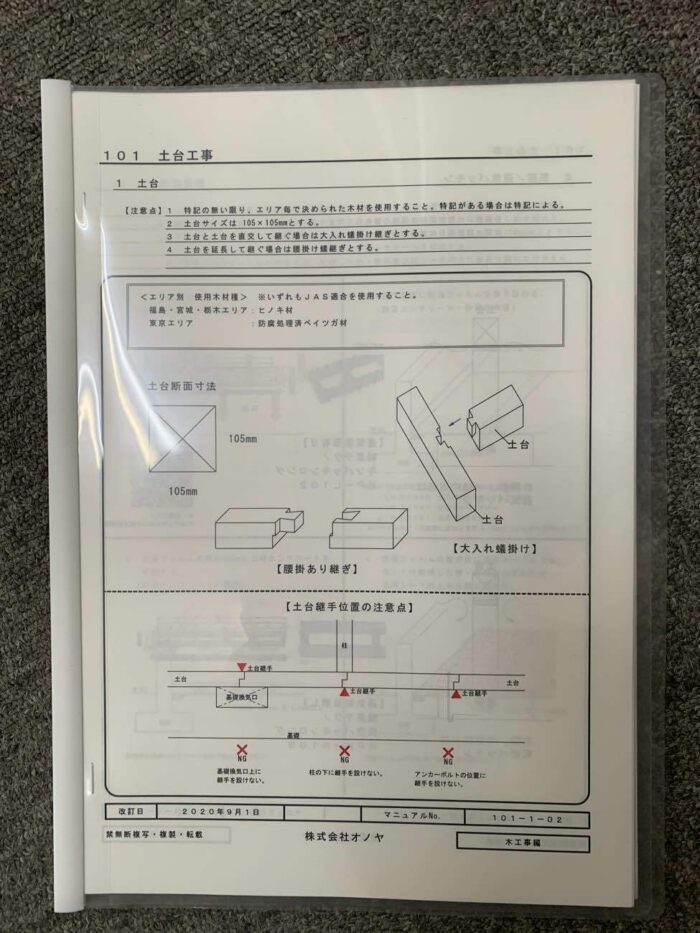 101 土台工事
1 土台
【注意点】1 特記の無い限り、エリア毎で決められた木材を使用すること。特記がある場合は特記による。
2 土台サイズは 105×105mmとする。
3 土台と土台を直交して継ぐ場合は大入れ蟻掛け継ぎとする。
4 土台を延長して継ぐ場合は腰掛け蟻継ぎとする。
<エリア別 使用木材種> ※いずれもJAS適合を使用すること。
福島・宮城・栃木エリア:ヒノキ材
東京エリア :防腐処理済ベイツガ材
土台断面寸法
105mm
105mm
土台
土台
【大入れ蟻掛け】
【腰掛あり継ぎ】
【土台継手位置の注意点】
柱
土台継手
土台
土台
基礎換気口
土台継手
土台継手
基礎
NG
NG
NG
基礎換気口上に
継手を設けない。
柱の下に継手を設けない。
アンカーボルトの位置に
継手を設けない。
改訂日 2020年9月1日 マニュアルNo. 101-1-02
禁無断複写・複製・転載
株式会社オノヤ
木工事編